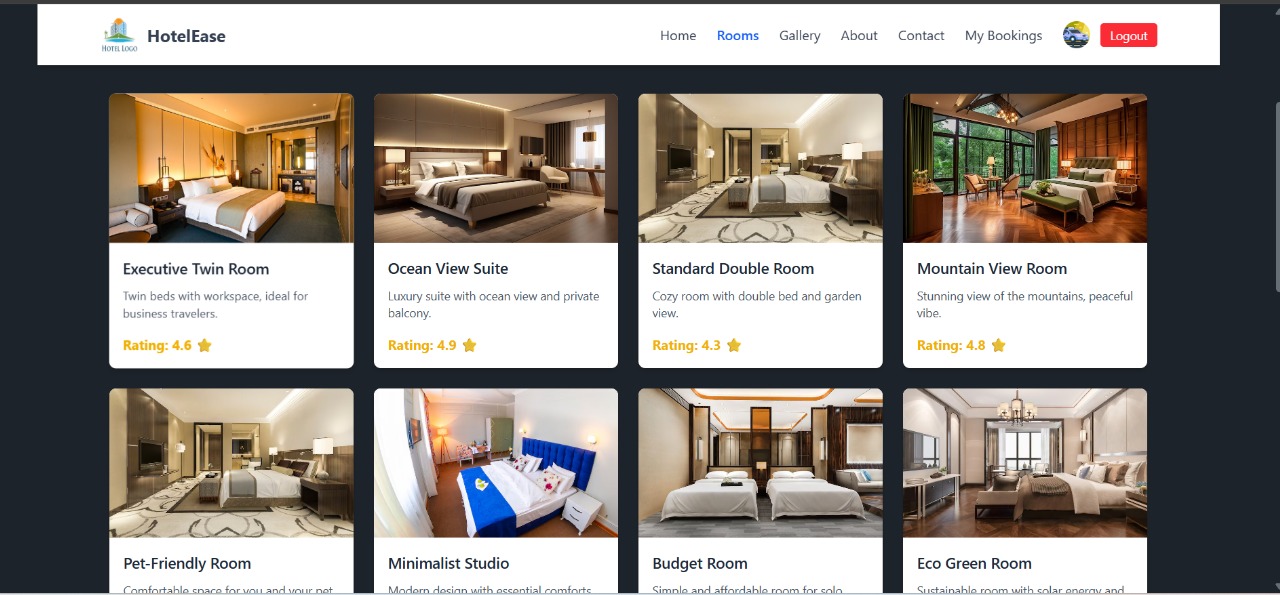 HOTEL LOGO
HotelEase
Home
Rooms
Gallery
About
Contact
My Bookings
Logout
Executive Twin Room
Twin beds with workspace, ideal for
business travelers.
Rating: 4.6
Ocean View Suite
Luxury suite with ocean view and private
balcony.
Rating: 4.9
Standard Double Room
Cozy room with double bed and garden
view.
Rating: 4.3
Mountain View Room
Stunning view of the mountains, peaceful
vibe.
Rating: 4.8
Pet-Friendly Room
Comfortable space for you and your pet
Minimalist Studio
Modern design with essential comforts
Budget Room
Simple and affordable room for solo
Eco Green Room
Sustainable room with solar energy and